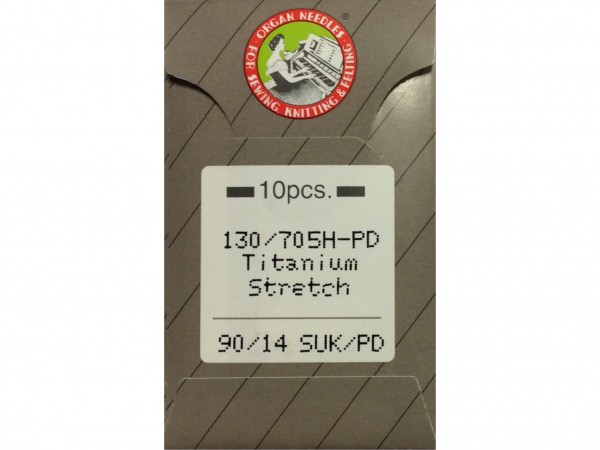 ORGAN NEEDLES ®
FOR SEWING KNITTING & FELTING
10pcs.
130/705H-PD
Titanium
Stretch
90/14 SUK/PD